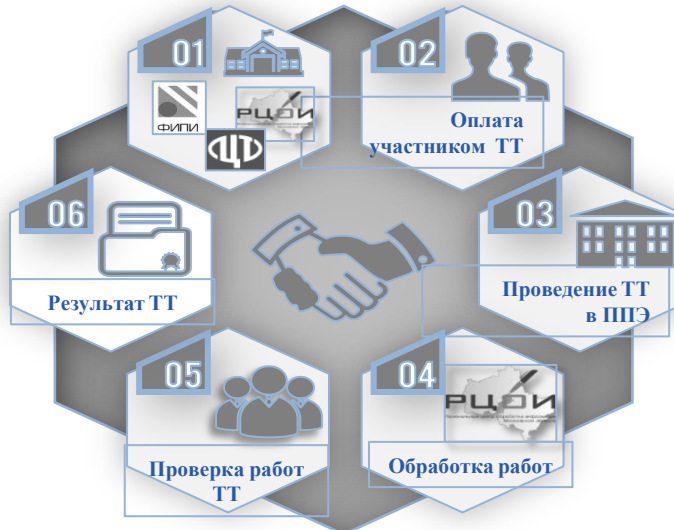 01
ФИПИ
РЦОИ
ЦТ
02
Оплата
участником ТТ
03
Проведение ТТ
в ППЭ
04
РЦОИ
Обработка работ
05
Проверка работ
ТТ
06
Результат ТТ